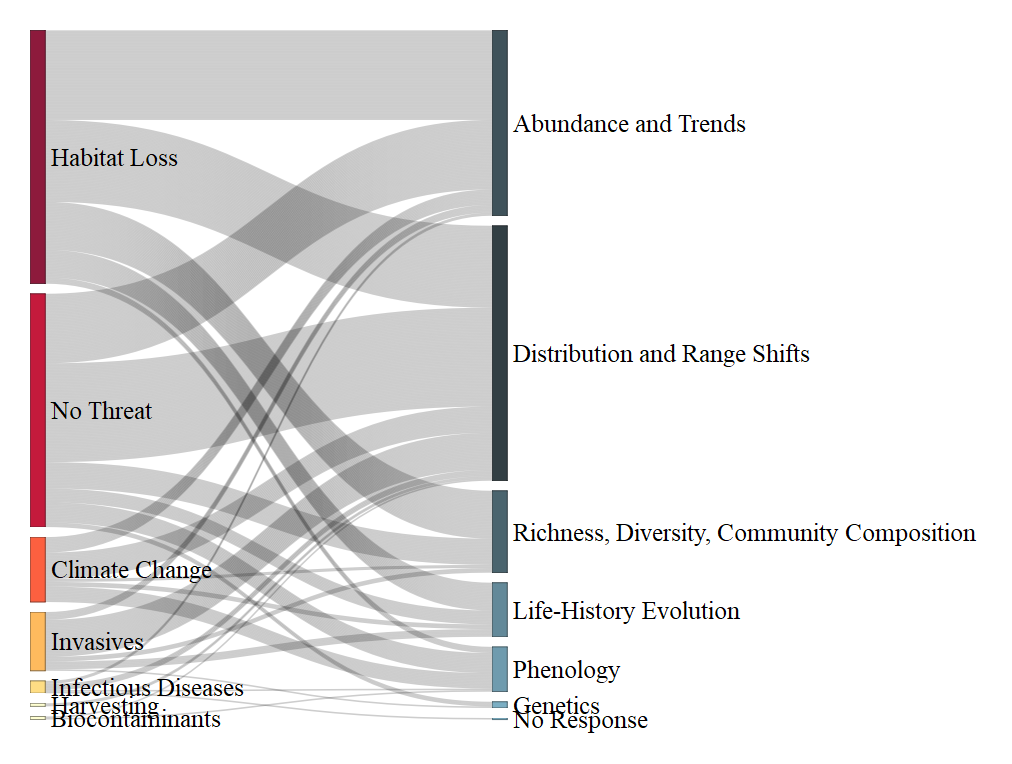 Habitat Loss
No Threat
Climate Change
Invasives
Infectious Diseases
Harvesting
Biocontaminants
Abundance and Trends
Distribution and Range Shifts
Richness, Diversity, Community Composition
Life-History Evolution
Phenology
Genetics
No Response